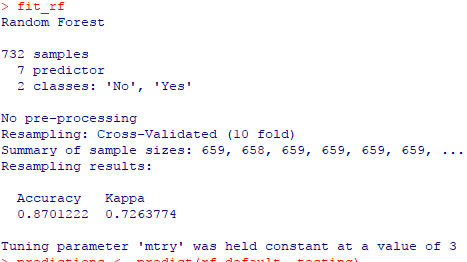 > fit_rf
Random Forest
732 samples
7 predictor
2 classes: 'No', 'Yes'
No pre-processing
Resampling: Cross-Validated (10 fold)
Summary of sample sizes: 659, 658, 659, 659, 659, 659, ...
Resampling results:
Accuracy Kappa
0.8701222 0.7263774
Tuning parameter 'mtry' was held constant at a value of 3
> predictions <- predict(rf_default, testing)